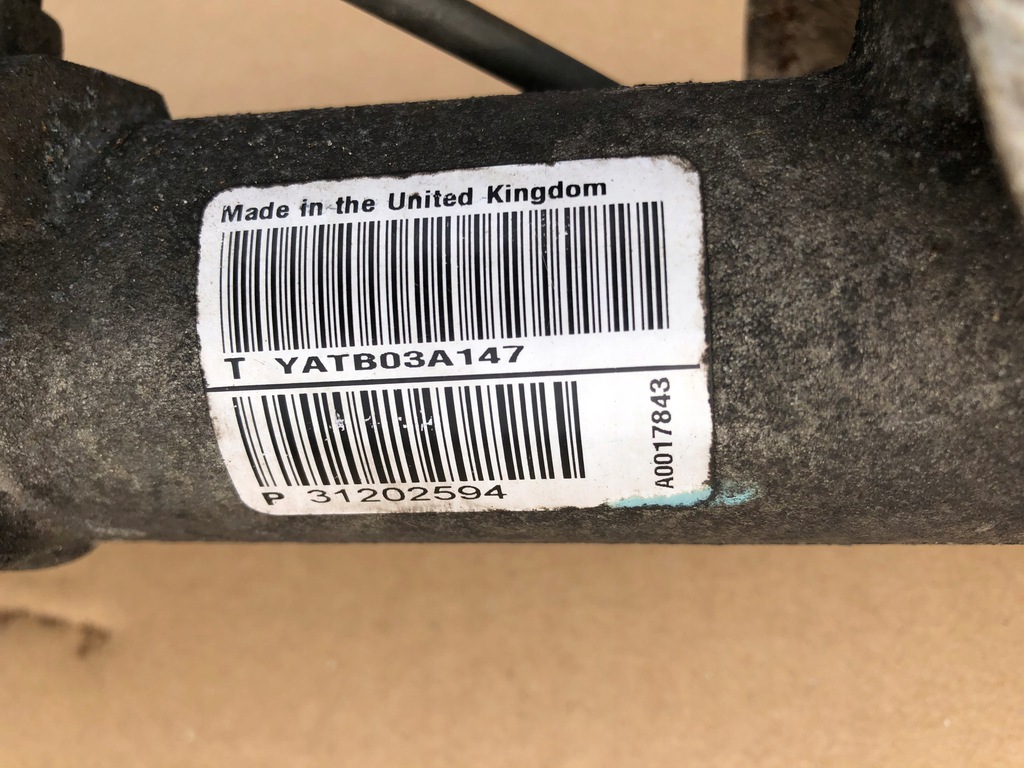 Made in the United Kingdom
T YATB03A147
P 31202594
A0017843